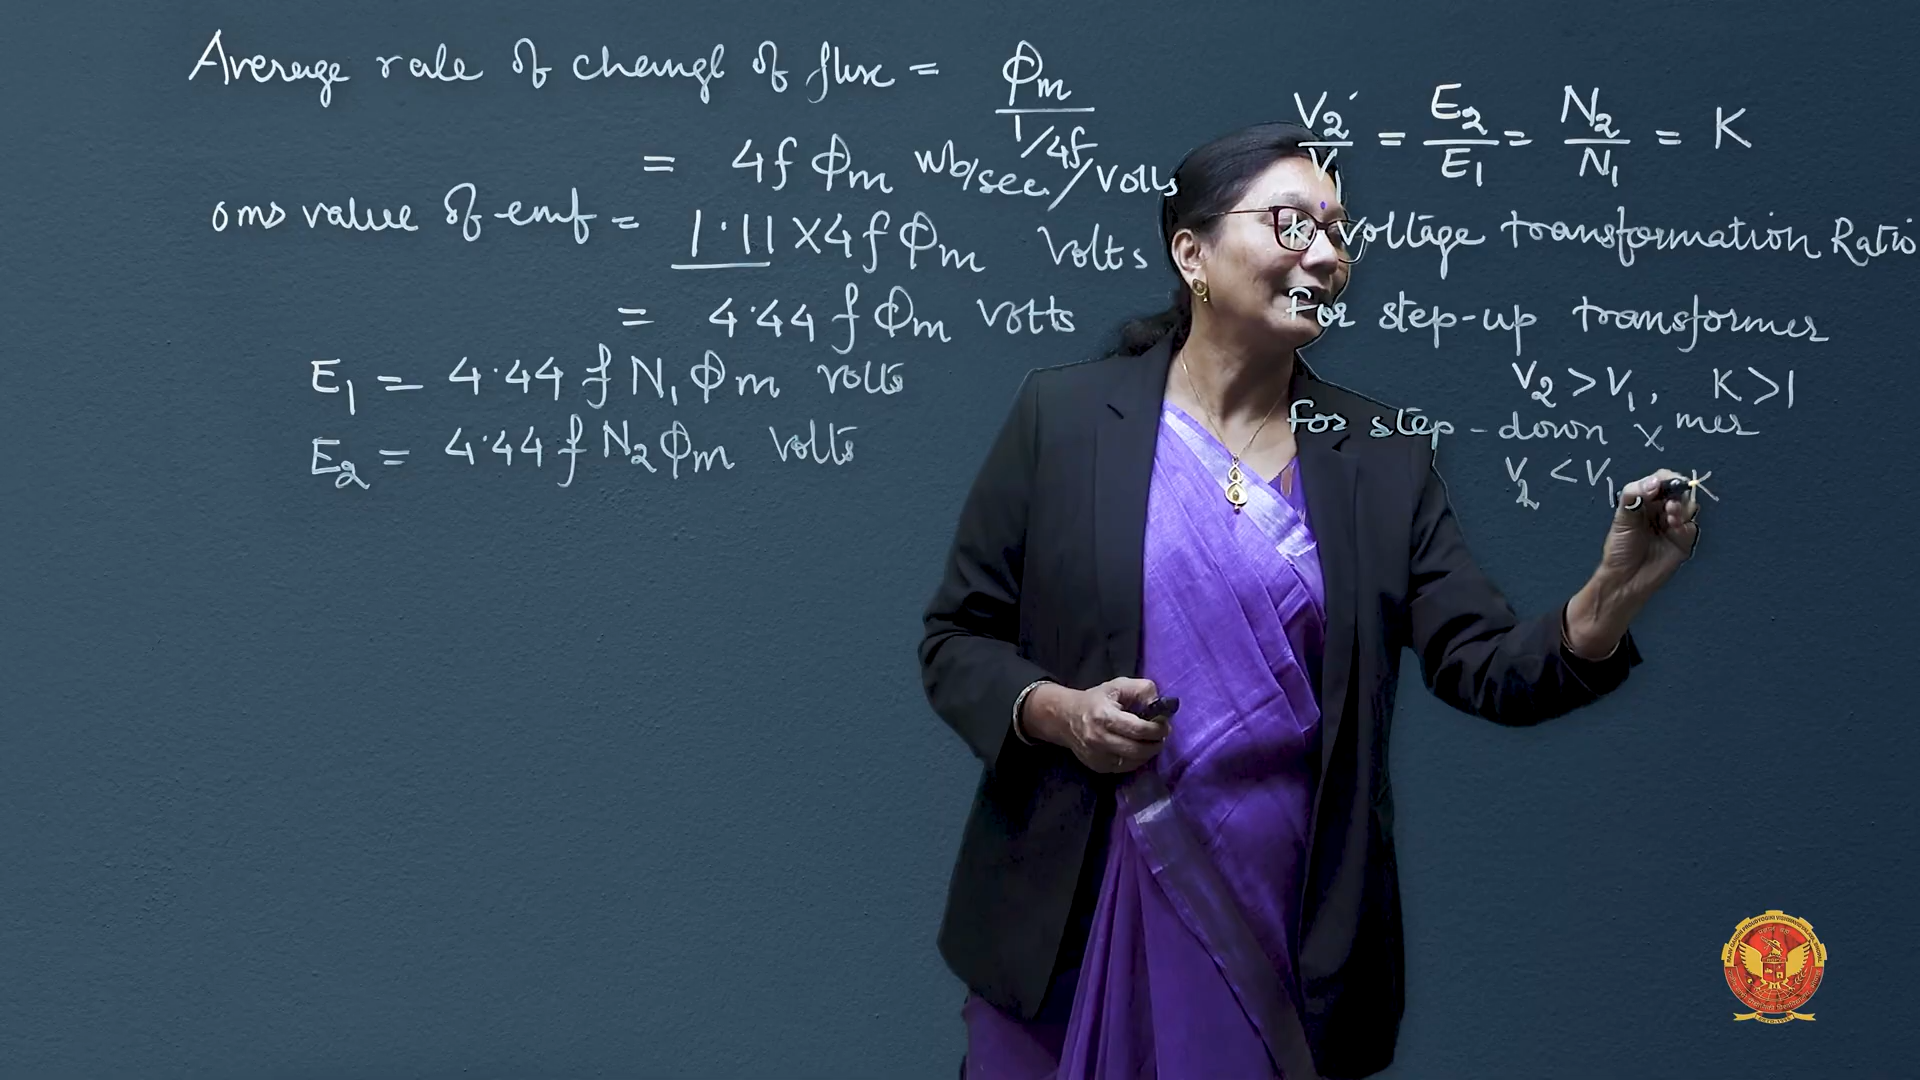 Average rate of change of flux = φm / 1/4f
= 4f φm wb/sec./volts
rms value of emf = 1.11 X4 f φm volts
= 4.44 f φm volts
E1 = 4.44 f N1 φm volts
E2 = 4.44 f N2 φm volts
V2/V1 = E2/E1 = N2/N1 = K
k voltage transformation Ratio
For step-up transformer
V2 > V1, K >1
for step-down x mer
V2 < V1, K